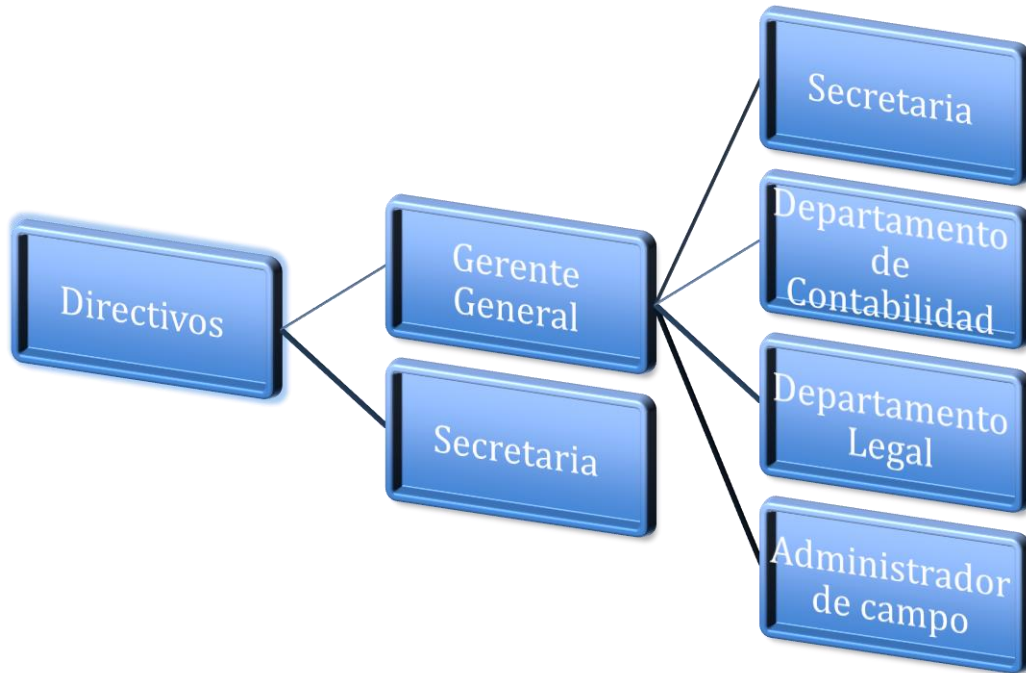 Directivos
Gerente
General
Secretaria
Secretaria
Departamento
de
Contabilidad
Departamento
Legal
Administrador
de campo